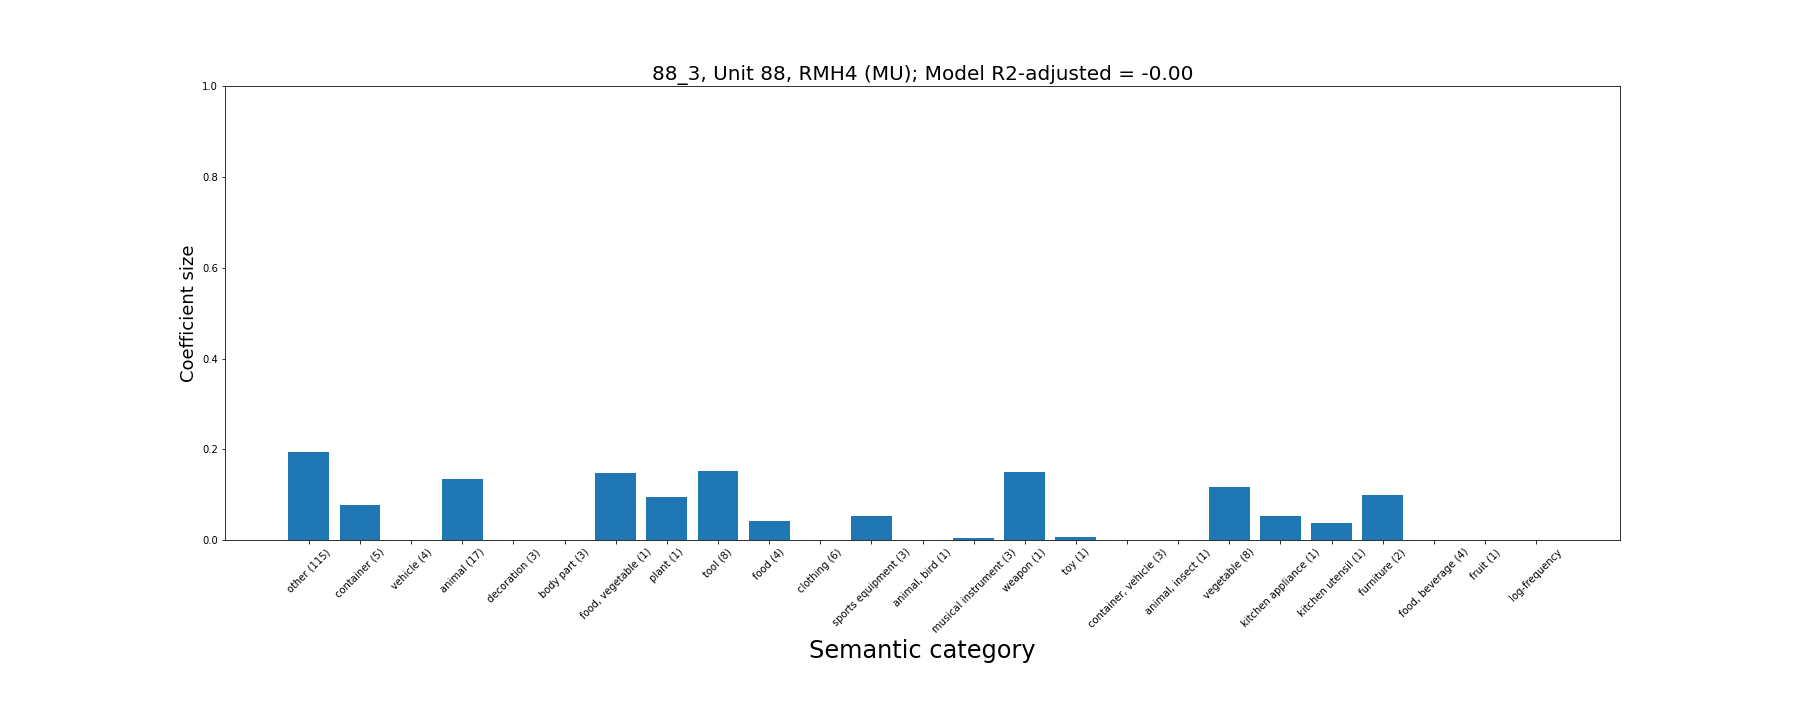 88_3, Unit 88, RMH4 (MU); Model R2-adjusted = -0.00
1.0
0.8
0.6
0.4
0.2
0.0
Coefficient size
other (115)
container (5)
vehicle (4)
animal (17)
decoration (3)
body part (3)
food, vegetable (1)
plant (1)
tool (8)
food (4)
clothing (6)
sports equipment (3)
animal, bird (1)
musical instrument (3)
weapon (1)
toy (1)
container, vehicle (3)
animal, insect (1)
vegetable (8)
kitchen appliance (1)
kitchen utensil (1)
furniture (2)
food, beverage (4)
fruit (1)
log-frequency
Semantic category